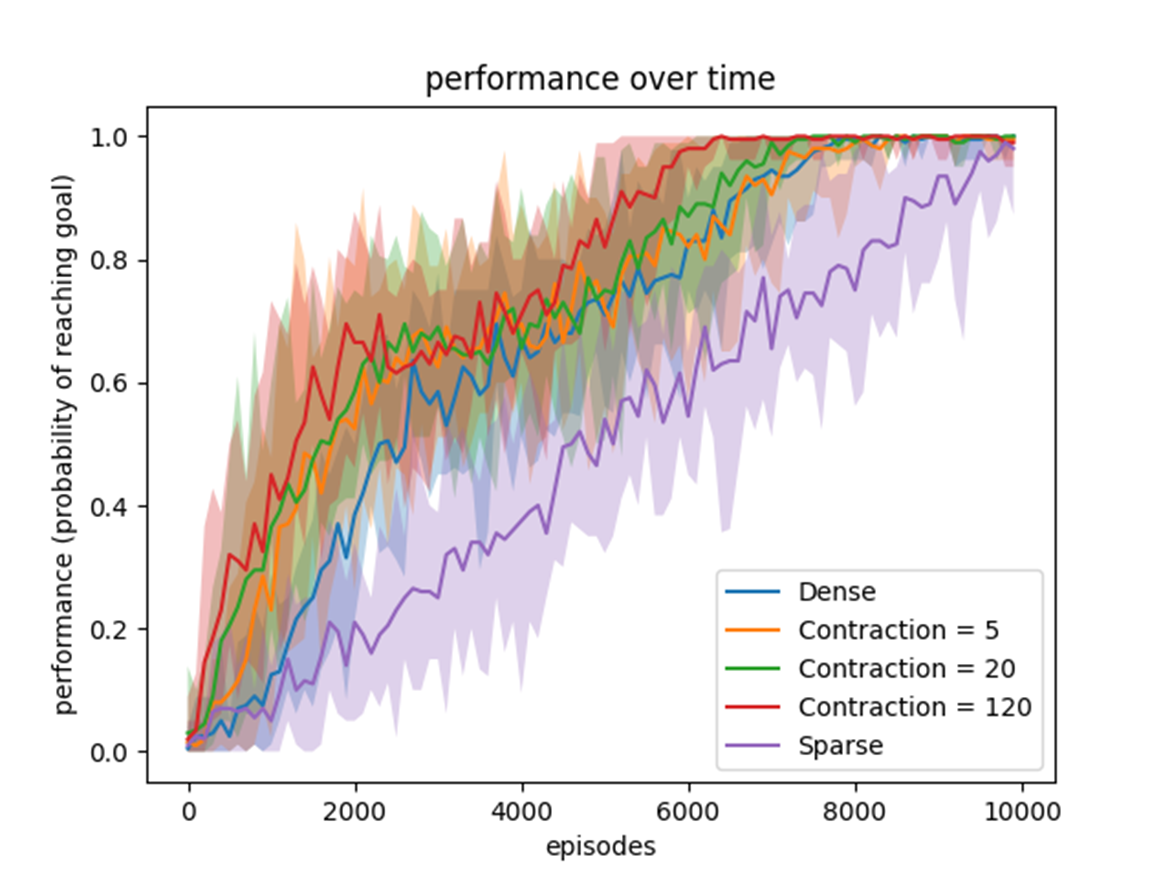 performance over time
performance (probability of reaching goal)
1.0
0.8
0.6
0.4
0.2
0.0
0 2000 4000 6000 8000 10000
episodes
Dense
Contraction = 5
Contraction = 20
Contraction = 120
Sparse